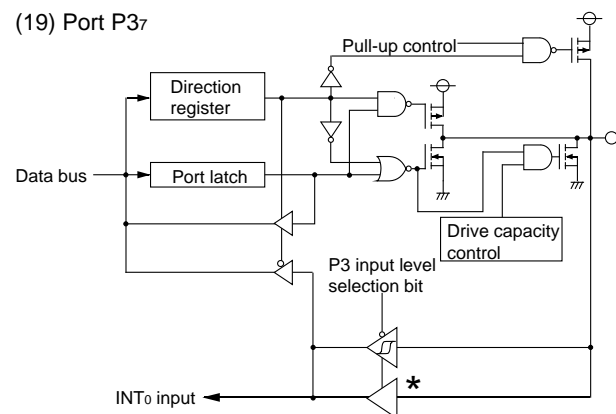 (19) Port P3₇
Pull-up control
Direction
register
Data bus
Port latch
Drive capacity
control
P3 input level
selection bit
*
INT₀ input